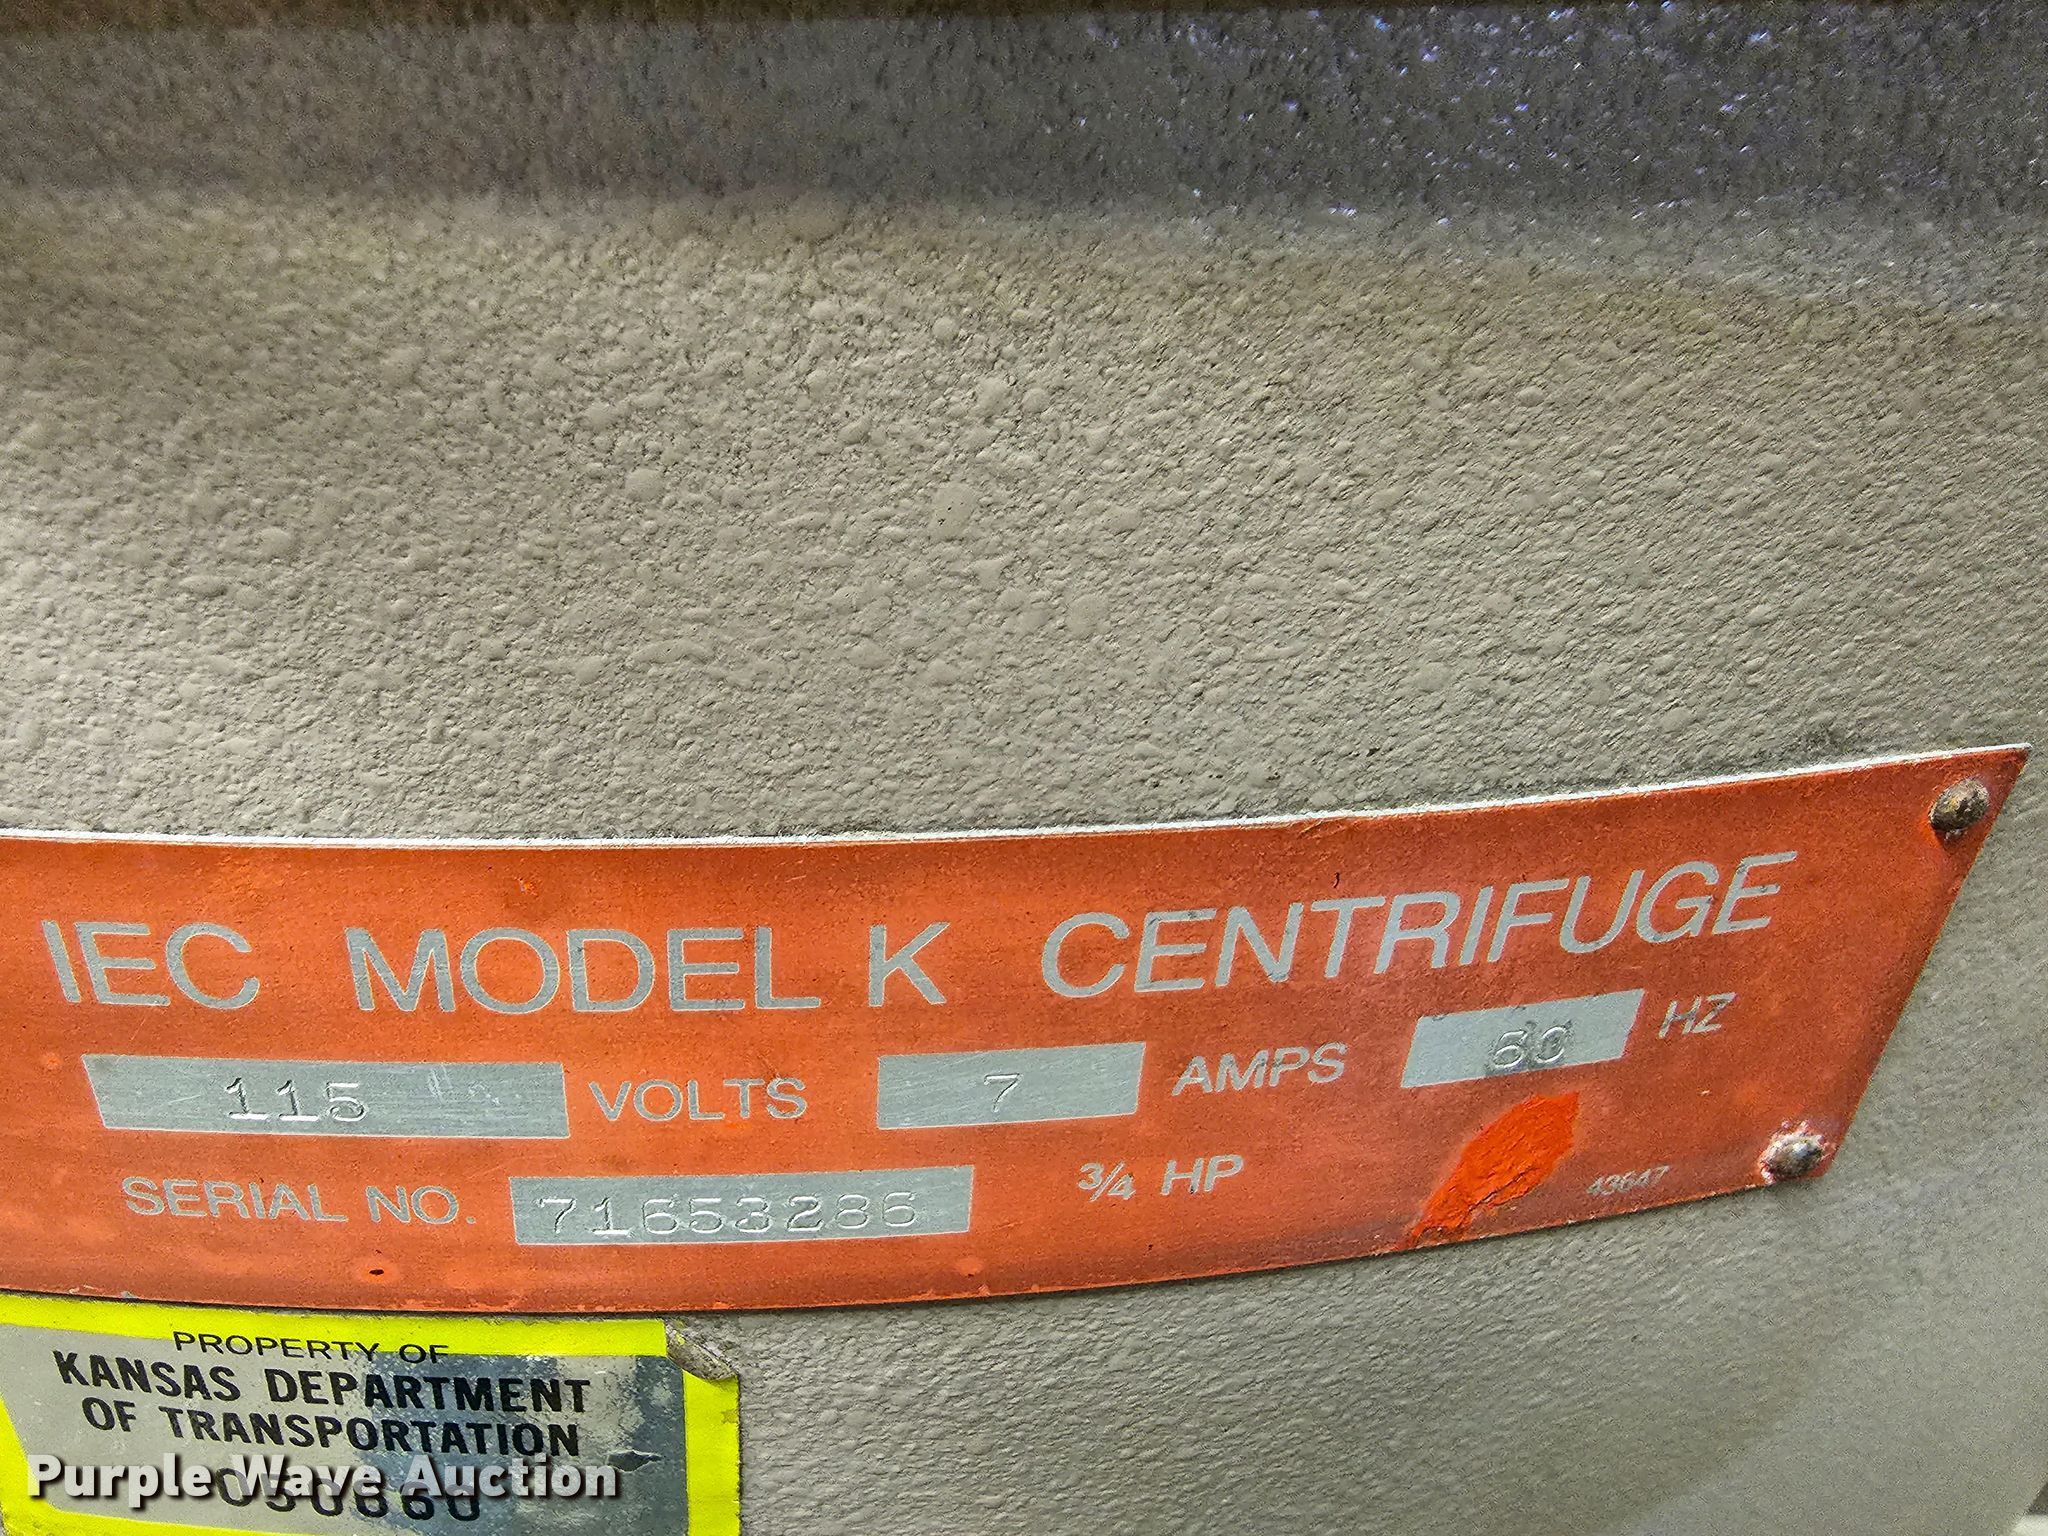 IEC MODEL K CENTRIFUGE
115 VOLTS 7 AMPS 60 HZ
SERIAL NO. 71653286 3/4 HP 43647
PROPERTY OF
KANSAS DEPARTMENT
OF TRANSPORTATION
Purple Wave Auction